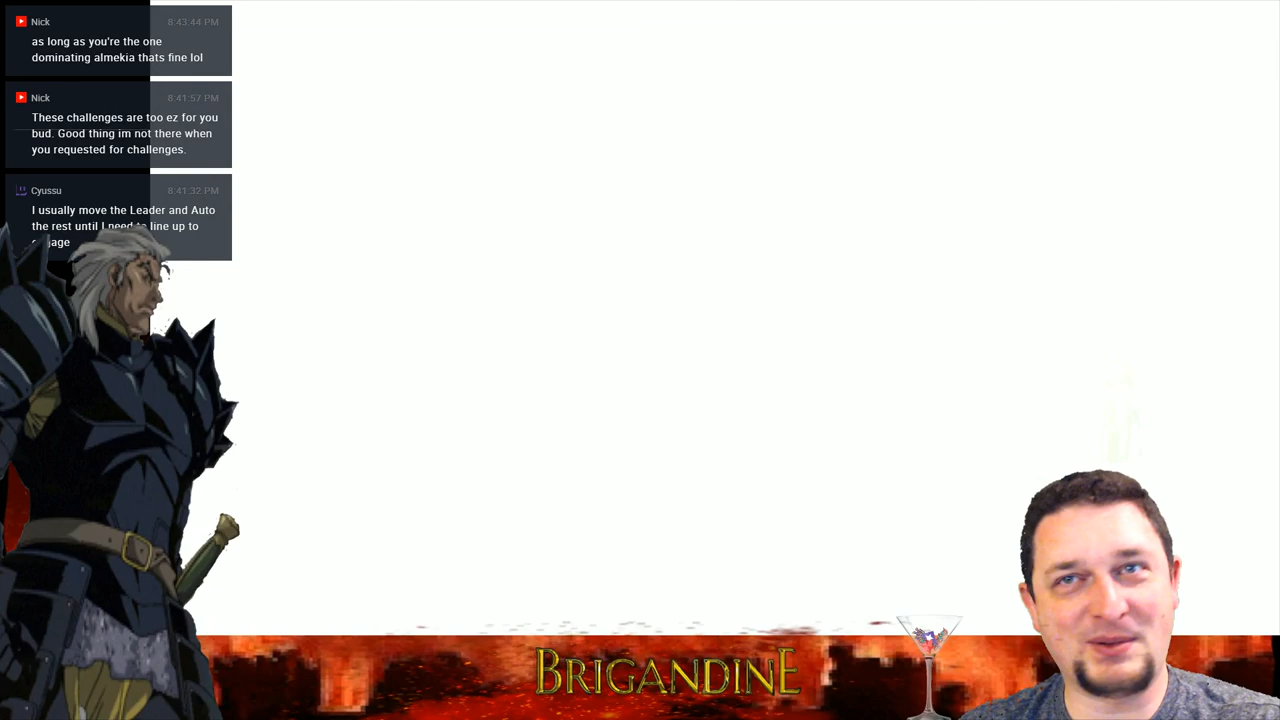 Nick 8:43:44 PM
as long as you're the one
dominating almekia thats fine lol
Nick 8:41:57 PM
These challenges are too ez for you
bud. Good thing im not there when
you requested for challenges.
Cyussu 8:41:32 PM
I usually move the Leader and Auto
the rest until I need to line up to
engage
BRIGANDINE